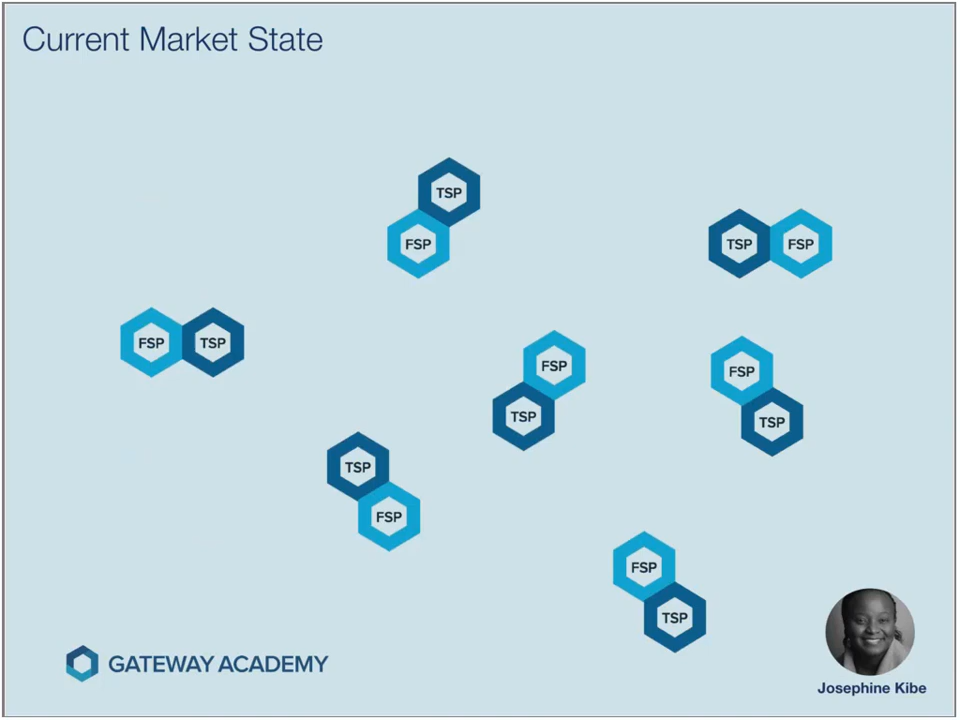 Current Market State
TSP
FSP
TSP FSP
FSP TSP
FSP
TSP
FSP
TSP
TSP
FSP
FSP
TSP
GATEWAY ACADEMY
Josephine Kibe